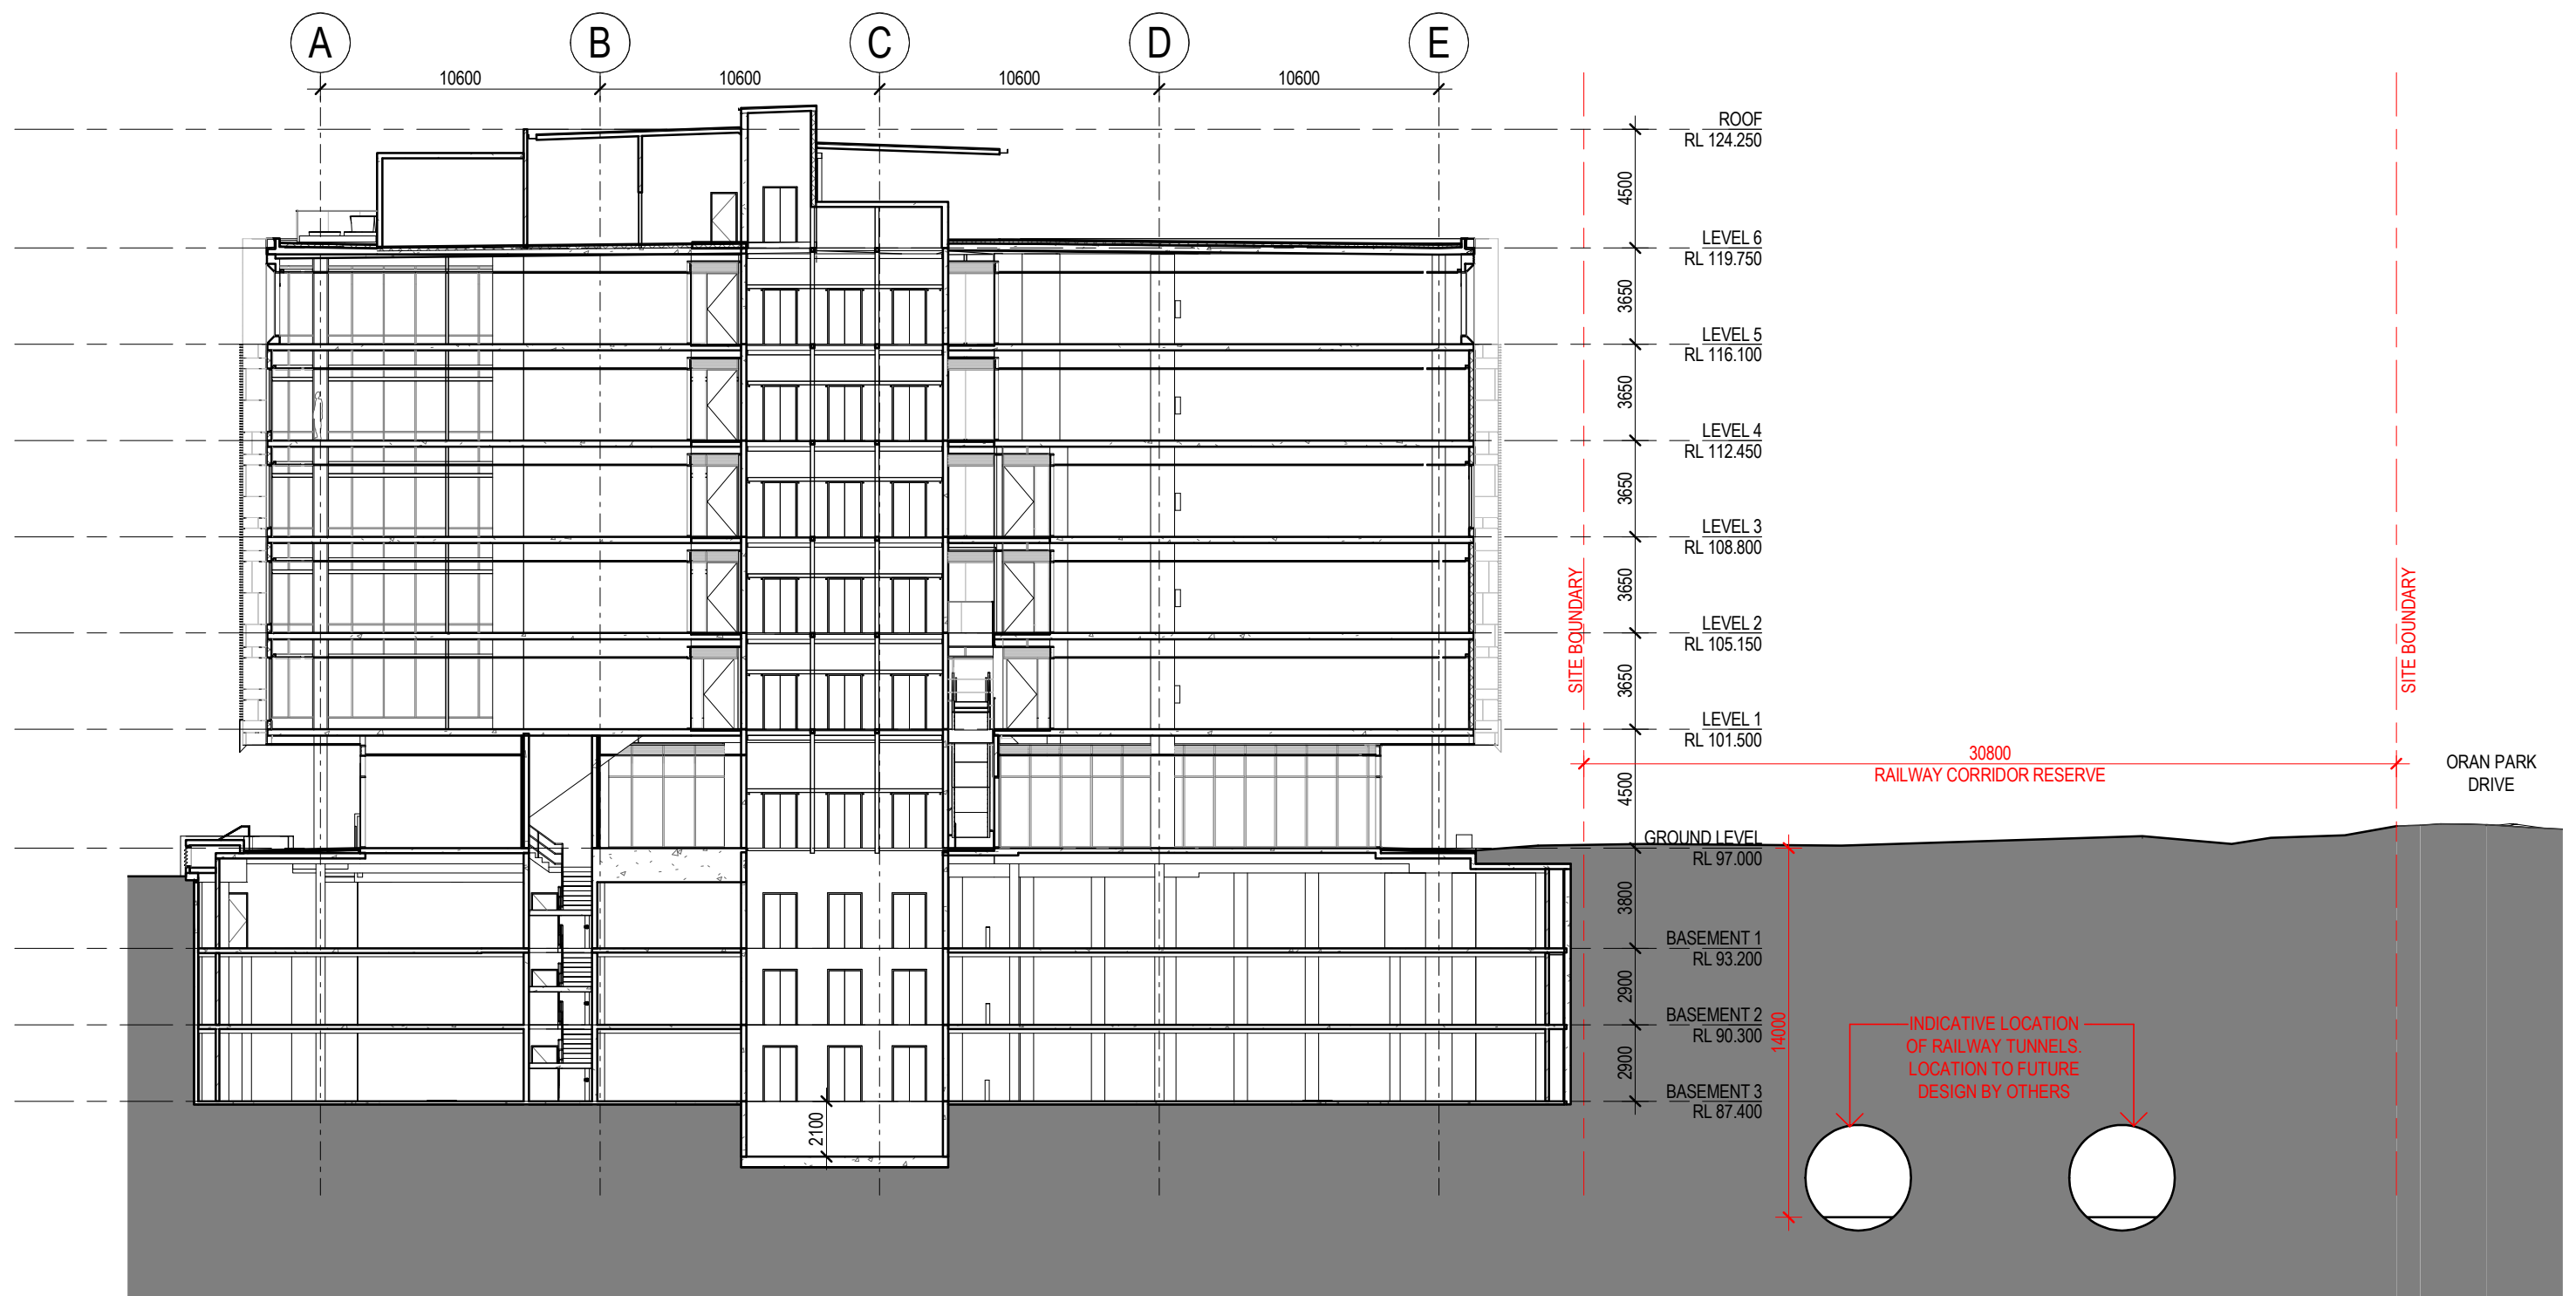 A
B
C
D
E
10600
10600
10600
10600
ROOF
RL 124.250
4500
LEVEL 6
RL 119.750
3650
LEVEL 5
RL 116.100
3650
LEVEL 4
RL 112.450
3650
LEVEL 3
RL 108.800
3650
LEVEL 2
RL 105.150
3650
LEVEL 1
RL 101.500
4500
GROUND LEVEL
RL 97.000
3800
BASEMENT 1
RL 93.200
2900
BASEMENT 2
RL 90.300
2900
BASEMENT 3
RL 87.400
2100
SITE BOUNDARY
SITE BOUNDARY
30800
RAILWAY CORRIDOR RESERVE
ORAN PARK
DRIVE
14000
INDICATIVE LOCATION
OF RAILWAY TUNNELS.
LOCATION TO FUTURE
DESIGN BY OTHERS